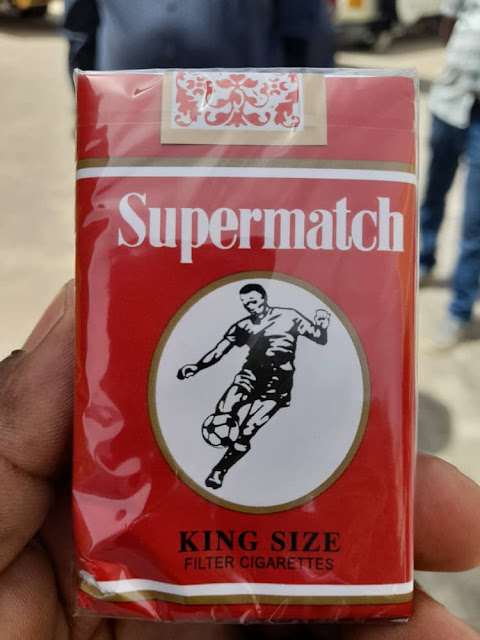 Supermatch
KING SIZE
FILTER CIGARETTES